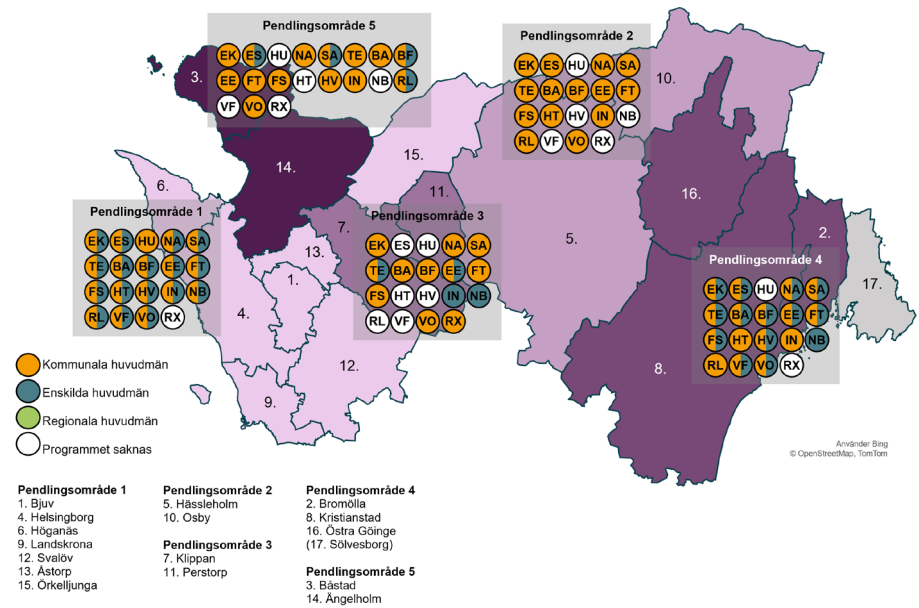 Pendlingsområde 5
EK ES HU NA SA TE BA BF
EE FT FS HT HV IN NB RL
VF VO RX
Pendlingsområde 2
EK ES HU NA SA
TE BA BF EE FT
FS HT HV IN NB
RL VF VO RX
3.
10.
14.
15.
16.
6.
11.
Pendlingsområde 1
EK ES HU NA SA
TE BA BF EE FT
FS HT HV IN NB
RL VF VO RX
7.
Pendlingsområde 3
EK ES HU NA SA
TE BA BF EE FT
FS HT HV IN NB
RL VF VO RX
5.
2.
13.
1.
4.
Pendlingsområde 4
EK ES HU NA SA
TE BA BF EE FT
FS HT HV IN NB
RL VF VO RX
17.
12.
8.
9.
Kommunala huvudmän
Enskilda huvudmän
Regionala huvudmän
Programmet saknas
Använder Bing
© OpenStreetMap, TomTom
Pendlingsområde 1
1. Bjuv
4. Helsingborg
6. Höganäs
9. Landskrona
12. Svalöv
13. Åstorp
15. Örkelljunga
Pendlingsområde 2
5. Hässleholm
10. Osby
Pendlingsområde 3
7. Klippan
11. Perstorp
Pendlingsområde 4
2. Bromölla
8. Kristianstad
16. Östra Göinge
(17. Sölvesborg)
Pendlingsområde 5
3. Båstad
14. Ängelholm